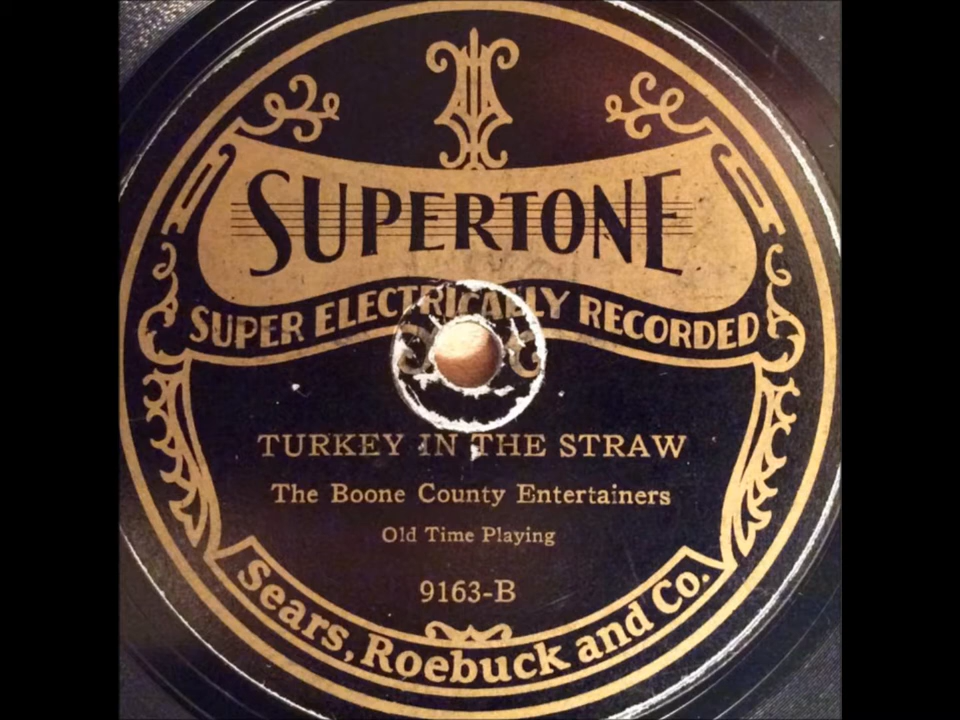 SUPERTONE
SUPER ELECTRICALLY RECORDED
TURKEY IN THE STRAW
The Boone County Entertainers
Old Time Playing
9163-B
Sears, Roebuck and Co.